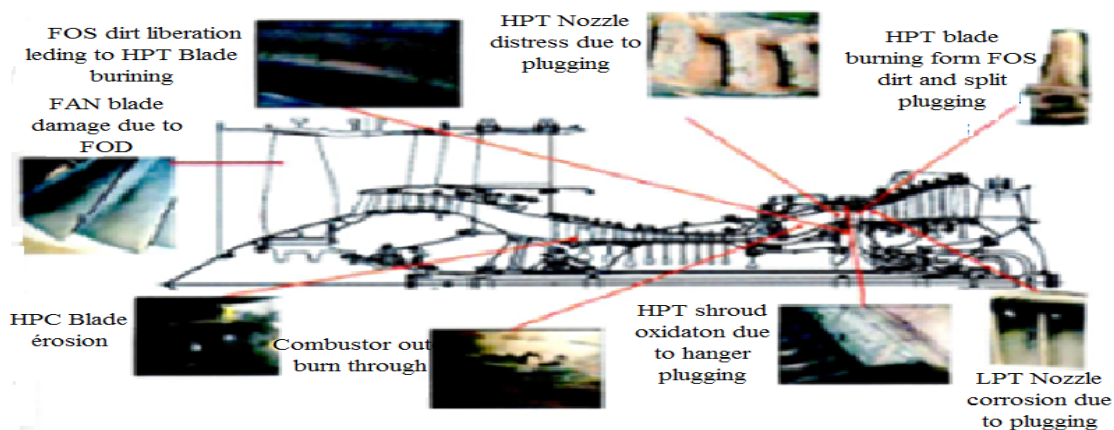 FOS dirt liberation
leding to HPT Blade
burining
HPT Nozzle
distress due to
plugging
HPT blade
burning form FOS
dirt and split
plugging
FAN blade
damage due to
FOD
HPC Blade
érosion
Combustor out
burn through
HPT shroud
oxidaton due
to hanger
plugging
LPT Nozzle
corrosion due
to plugging